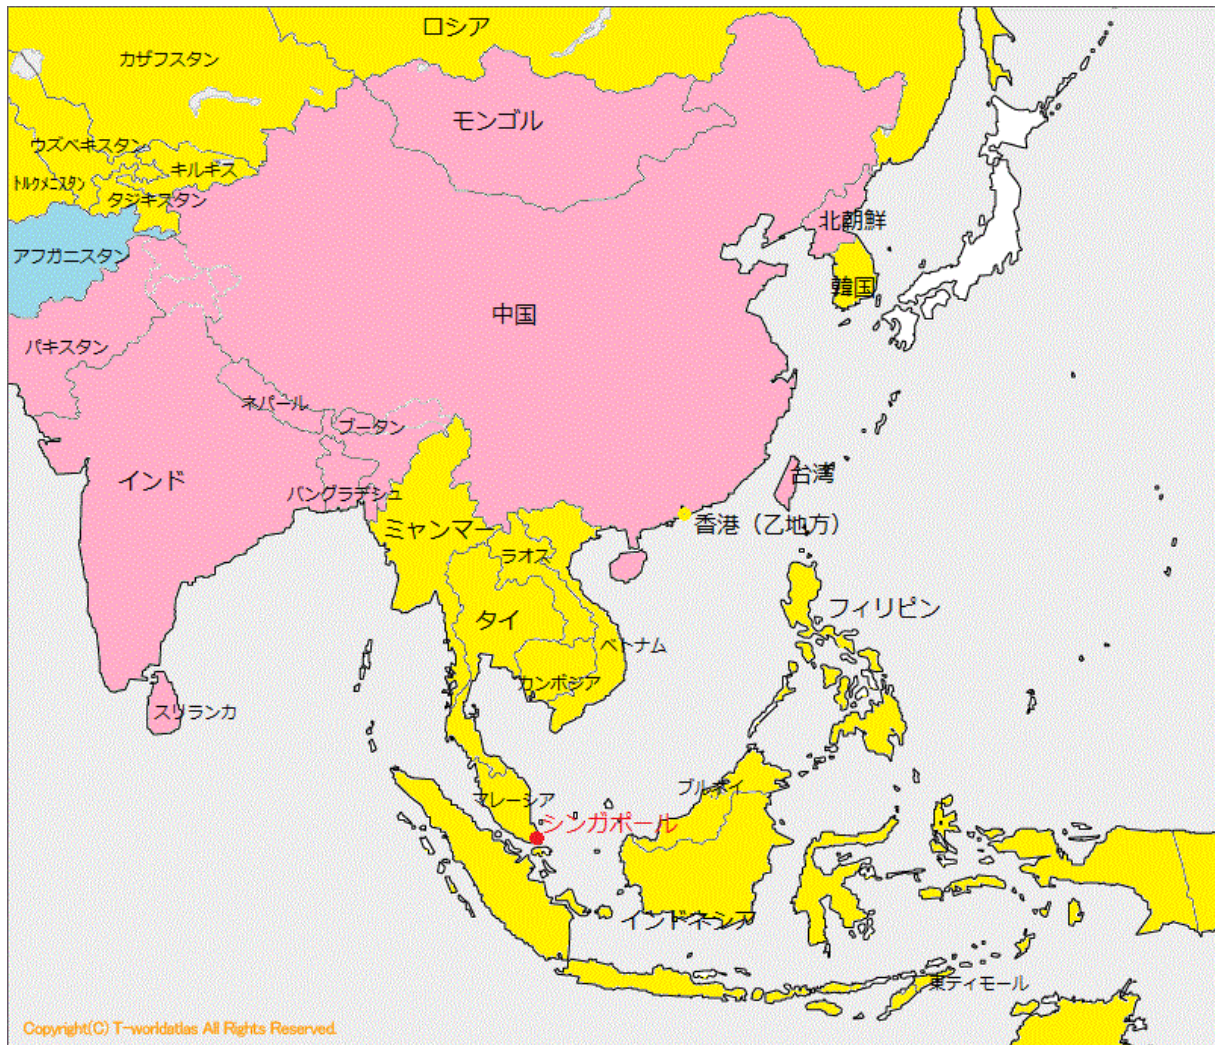 ロシア
カザフスタン
モンゴル
ウズベキスタン
キルギス
トルクメニスタン
タジキスタン
北朝鮮
アフガニスタン
韓国
中国
パキスタン
ネパール
ブータン
インド
台湾
バングラデシュ
香港（乙地方）
ミャンマー
ラオス
フィリピン
タイ
ベトナム
カンボジア
スリランカ
ブルネイ
マレーシア
シンガポール
インドネシア
東ティモール
Copyright(C) T-worldatlas All Rights Reserved.